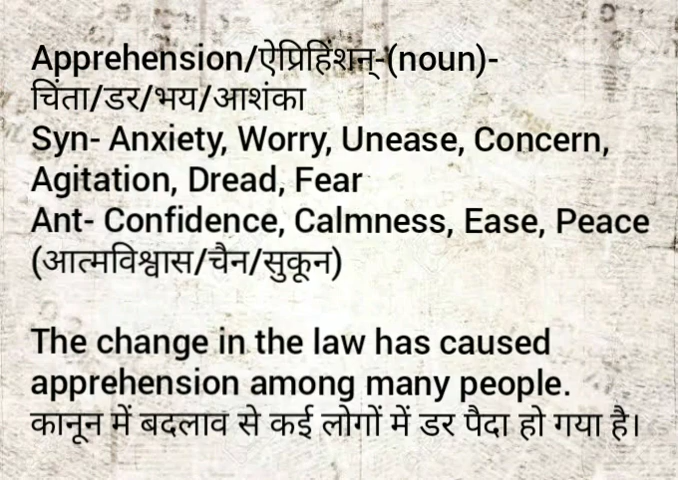 Apprehension/ऐप्रिहिंशन्-(noun)-
चिंता/डर/भय/आशंका
Syn- Anxiety, Worry, Unease, Concern,
Agitation, Dread, Fear
Ant- Confidence, Calmness, Ease, Peace
(आत्मविश्वास/चैन/सुकून)
The change in the law has caused
apprehension among many people.
कानून में बदलाव से कई लोगों में डर पैदा हो गया है।